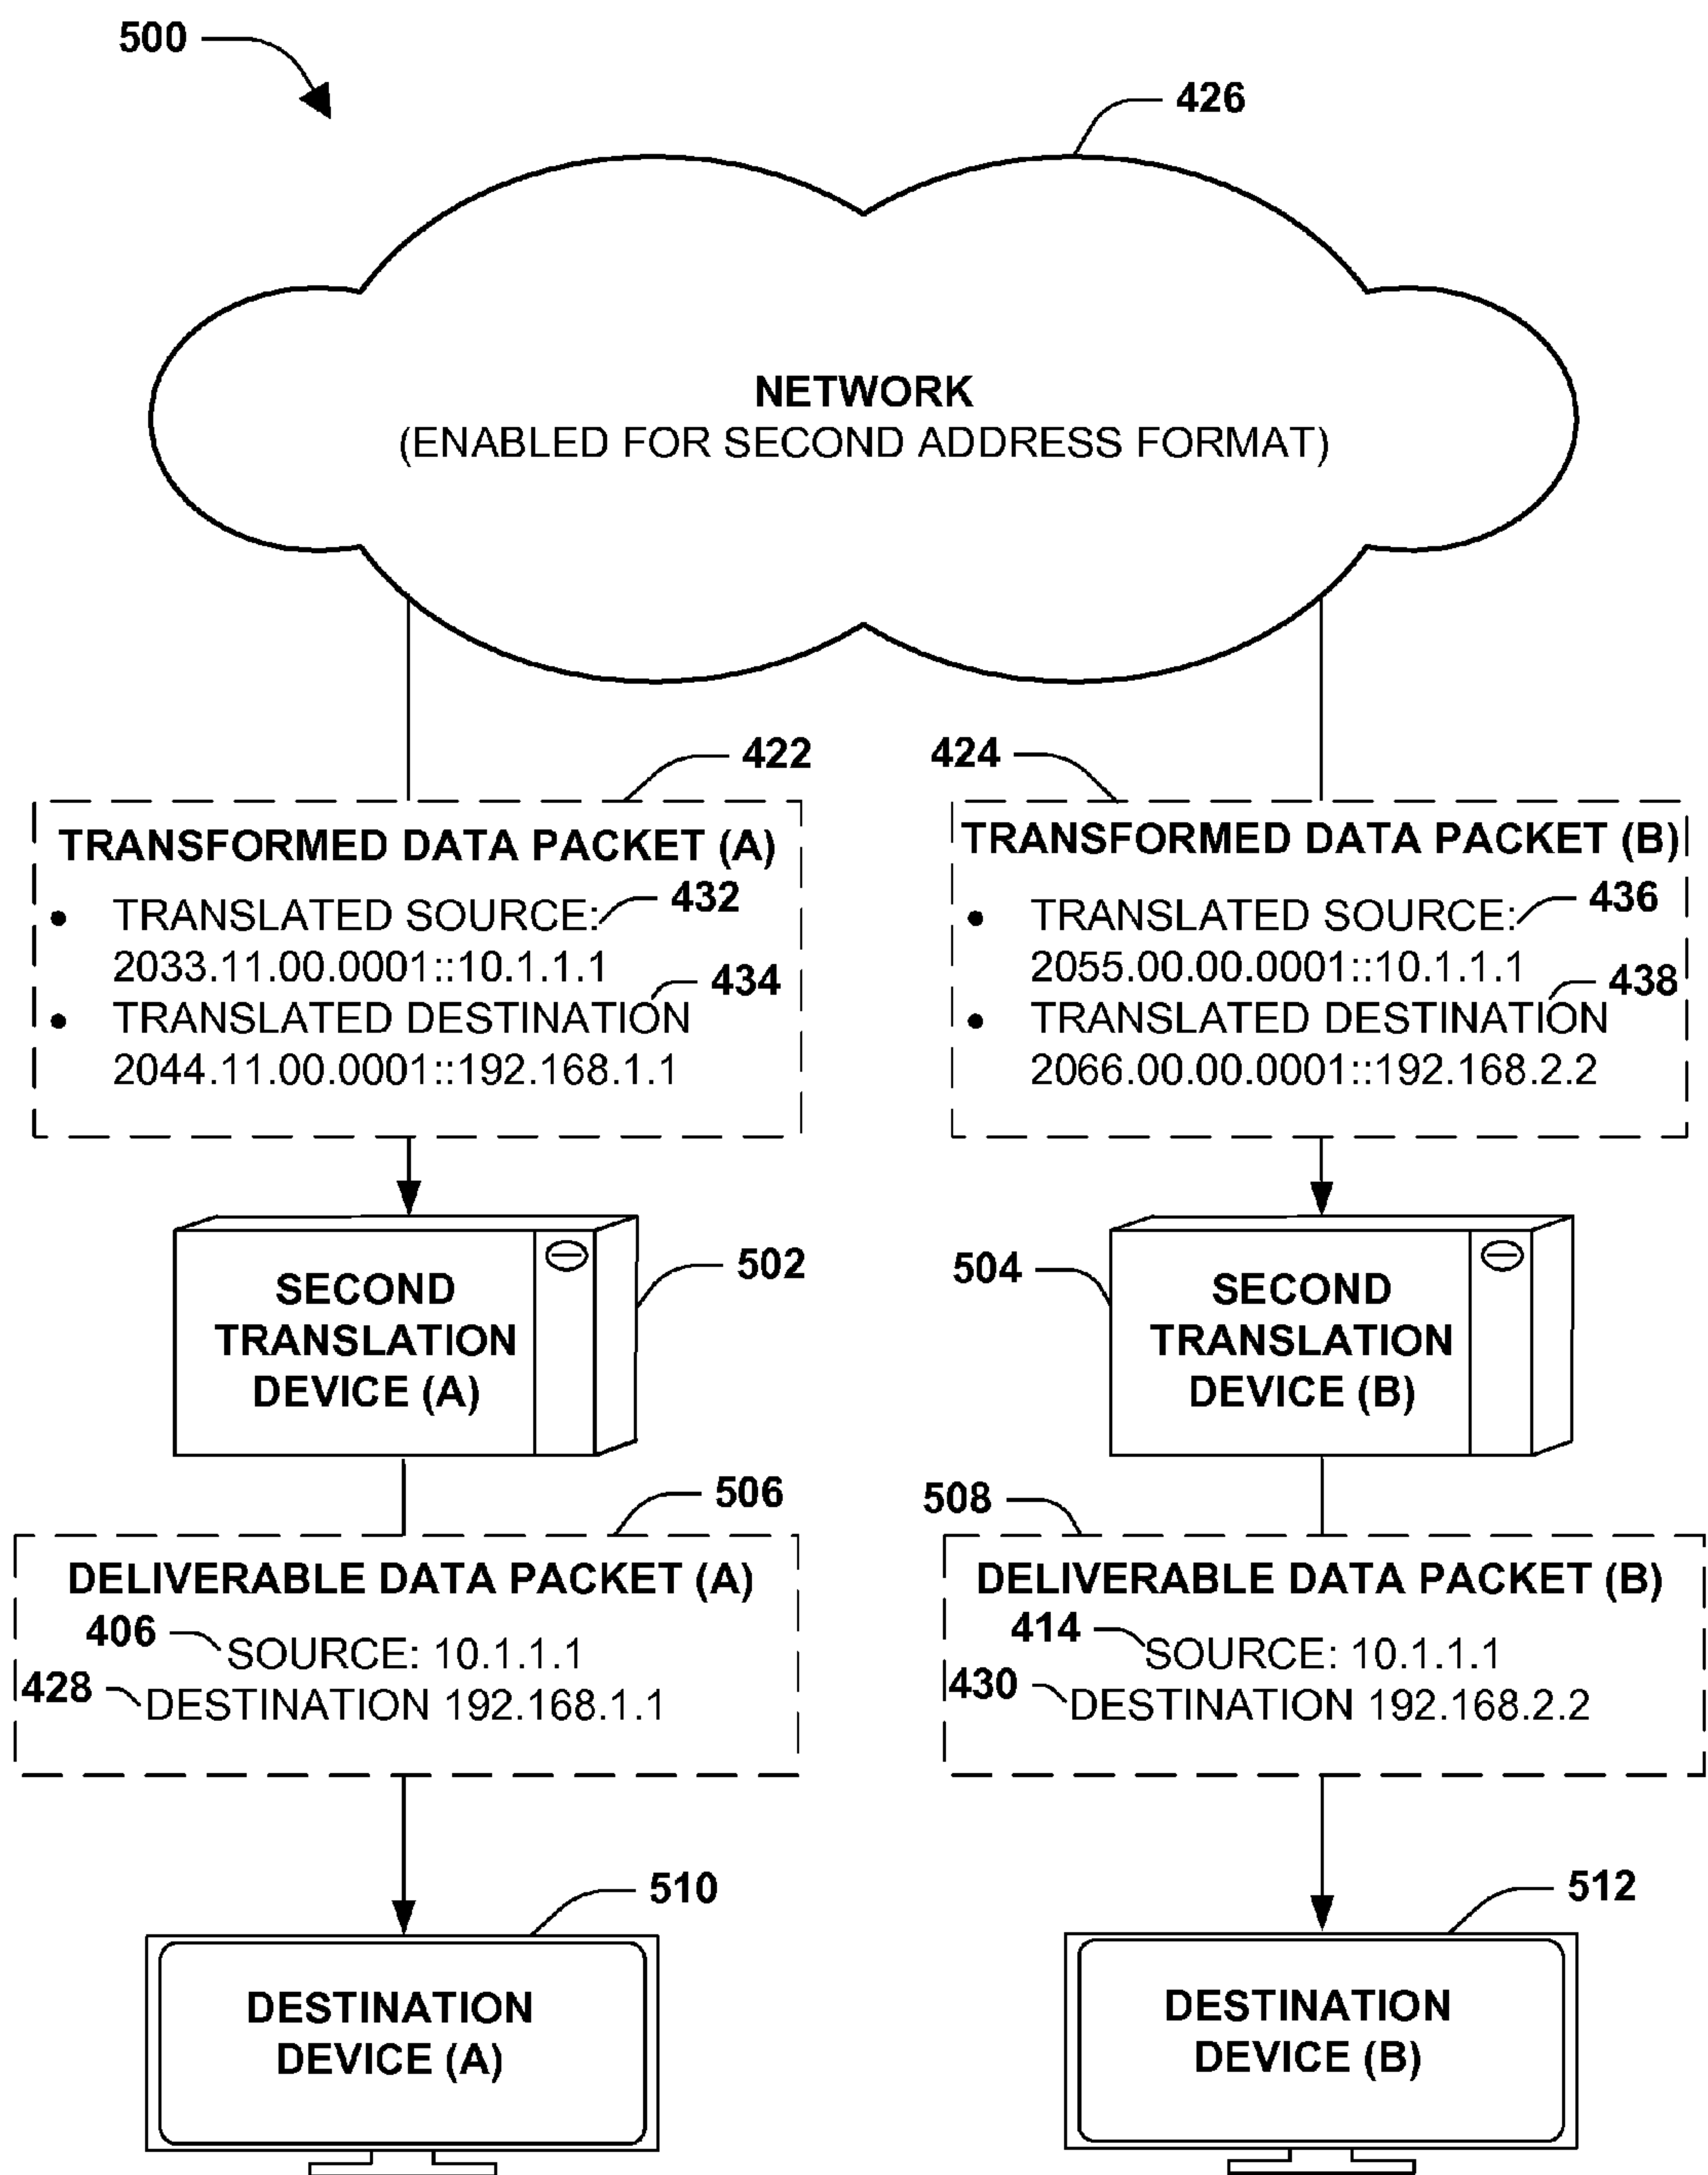 500
426
NETWORK
(ENABLED FOR SECOND ADDRESS FORMAT)
422
424
TRANSFORMED DATA PACKET (A)
• TRANSLATED SOURCE: 432
2033.11.00.0001::10.1.1.1
434
• TRANSLATED DESTINATION
2044.11.00.0001::192.168.1.1
TRANSFORMED DATA PACKET (B)
• TRANSLATED SOURCE: 436
2055.00.00.0001::10.1.1.1
438
• TRANSLATED DESTINATION
2066.00.00.0001::192.168.2.2
502
SECOND
TRANSLATION
DEVICE (A)
504
SECOND
TRANSLATION
DEVICE (B)
506
DELIVERABLE DATA PACKET (A)
406 SOURCE: 10.1.1.1
428 DESTINATION 192.168.1.1
508
DELIVERABLE DATA PACKET (B)
414 SOURCE: 10.1.1.1
430 DESTINATION 192.168.2.2
510
DESTINATION
DEVICE (A)
512
DESTINATION
DEVICE (B)